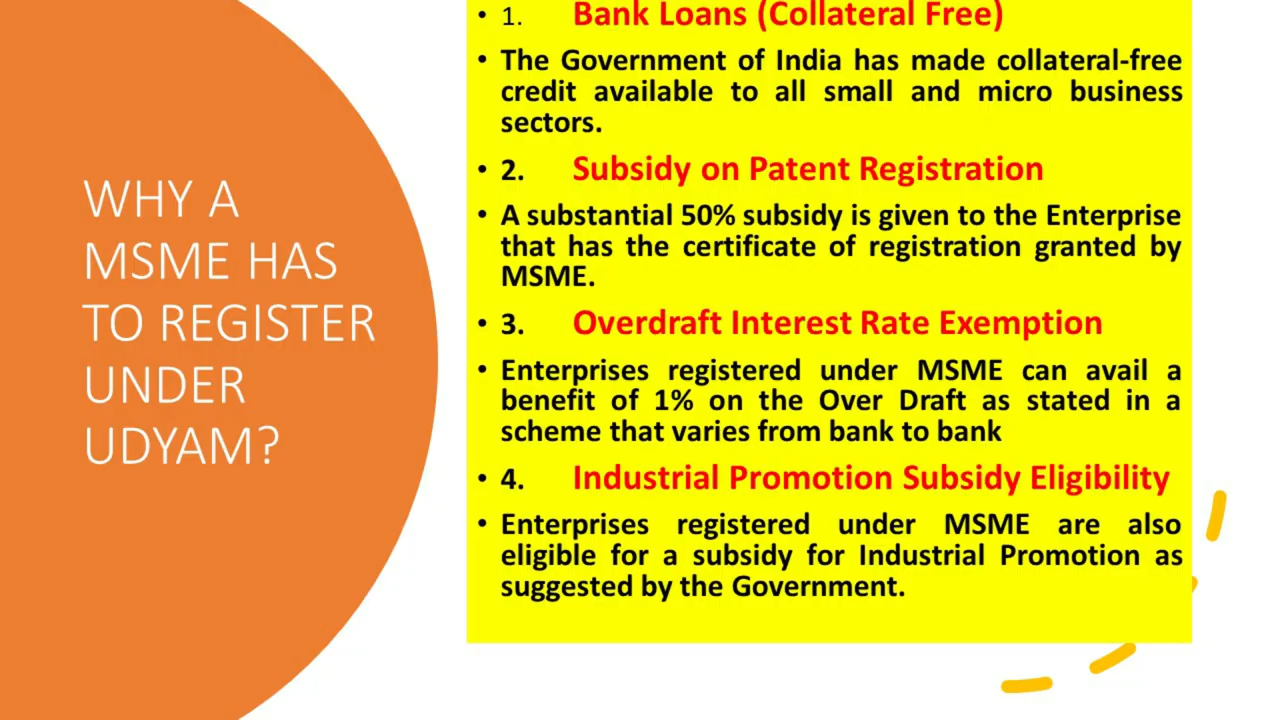 WHY A
MSME HAS
TO REGISTER
UNDER
UDYAM?
• 1. Bank Loans (Collateral Free)
• The Government of India has made collateral-free
credit available to all small and micro business
sectors.
• 2. Subsidy on Patent Registration
• A substantial 50% subsidy is given to the Enterprise
that has the certificate of registration granted by
MSME.
• 3. Overdraft Interest Rate Exemption
• Enterprises registered under MSME can avail a
benefit of 1% on the Over Draft as stated in a
scheme that varies from bank to bank
• 4. Industrial Promotion Subsidy Eligibility
• Enterprises registered under MSME are also
eligible for a subsidy for Industrial Promotion as
suggested by the Government.